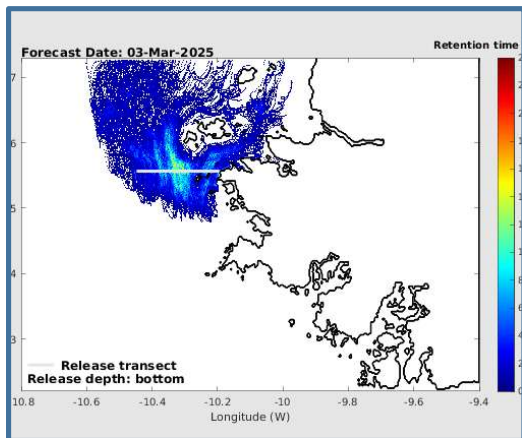 Forecast Date: 03-Mar-2025
Retention time
7
6
5
4
3
Release transect
Release depth: bottom
10.8
-10.6
-10.4
-10.2
-10
-9.8
-9.6
-9.4
Longitude (W)